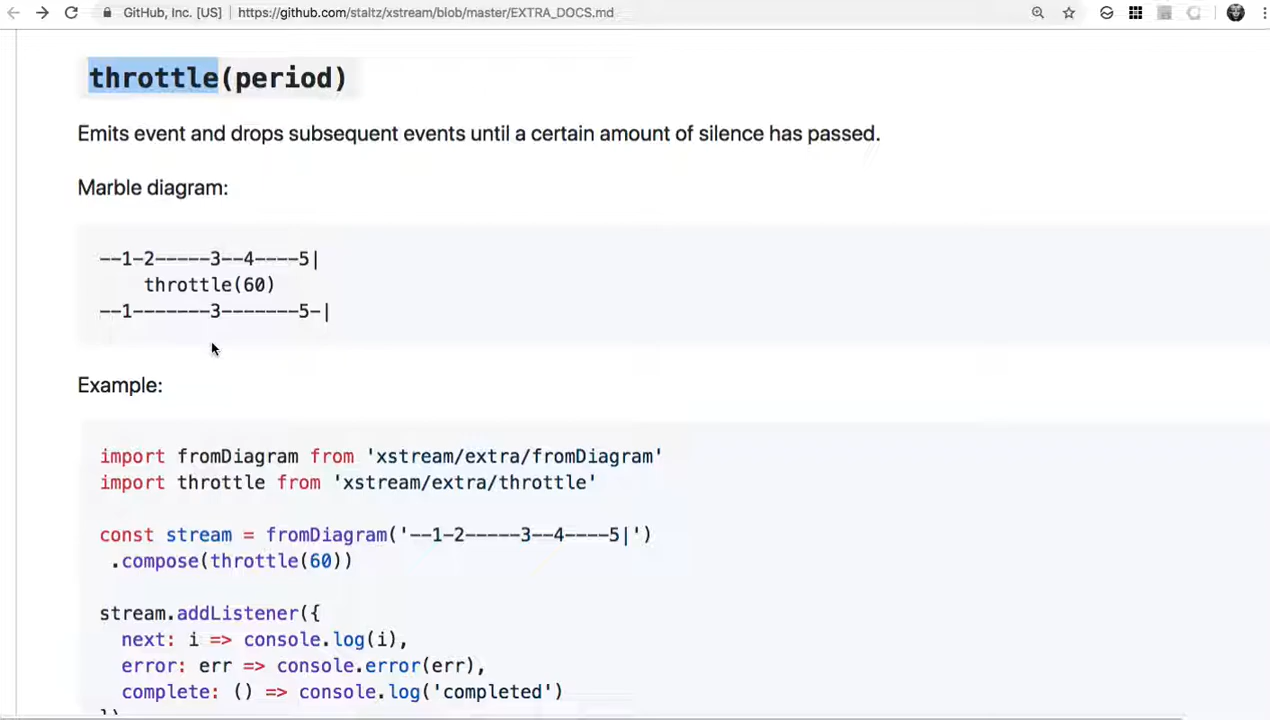 GitHub, Inc. [US] https://github.com/staltz/xstream/blob/master/EXTRA_DOCS.md
throttle(period)
Emits event and drops subsequent events until a certain amount of silence has passed.
Marble diagram:
--1-2-----3--4----5|
throttle(60)
--1-------3-------5-|
Example:
import fromDiagram from 'xstream/extra/fromDiagram'
import throttle from 'xstream/extra/throttle'
const stream = fromDiagram('--1-2-----3--4----5|')
.compose(throttle(60))
stream.addListener({
next: i => console.log(i),
error: err => console.error(err),
complete: () => console.log('completed')
})